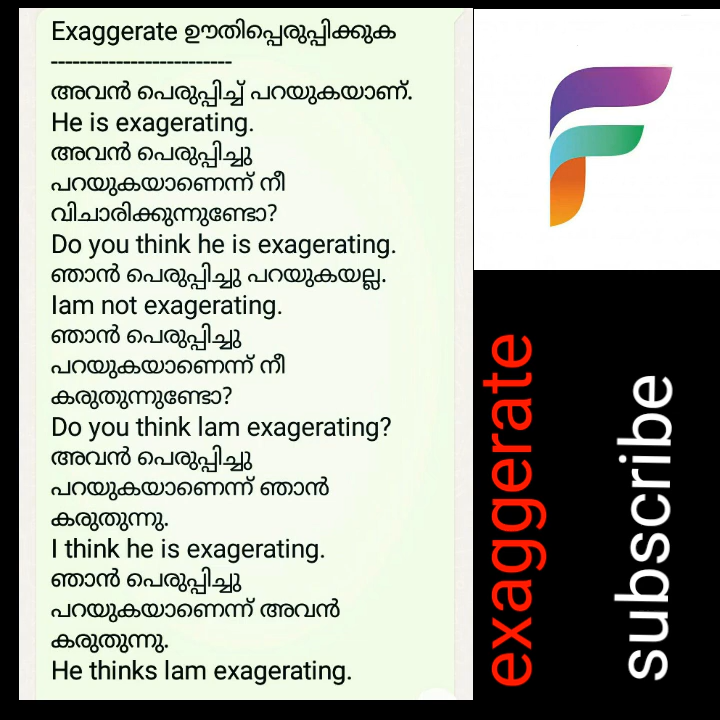 Exaggerate ഊതിപ്പെരുപ്പിക്കുക
--------------------------
അവൻ പെരുപ്പിച്ച് പറയുകയാണ്.
He is exagerating.
അവൻ പെരുപ്പിച്ചു
പറയുകയാണെന്ന് നീ
വിചാരിക്കുന്നുണ്ടോ?
Do you think he is exagerating.
ഞാൻ പെരുപ്പിച്ചു പറയുകയല്ല.
Iam not exagerating.
ഞാൻ പെരുപ്പിച്ചു
പറയുകയാണെന്ന് നീ
കരുതുന്നുണ്ടോ?
Do you think Iam exagerating?
അവൻ പെരുപ്പിച്ചു
പറയുകയാണെന്ന് ഞാൻ
കരുതുന്നു.
I think he is exagerating.
ഞാൻ പെരുപ്പിച്ചു
പറയുകയാണെന്ന് അവൻ
കരുതുന്നു.
He thinks Iam exagerating.
exaggerate
subscribe